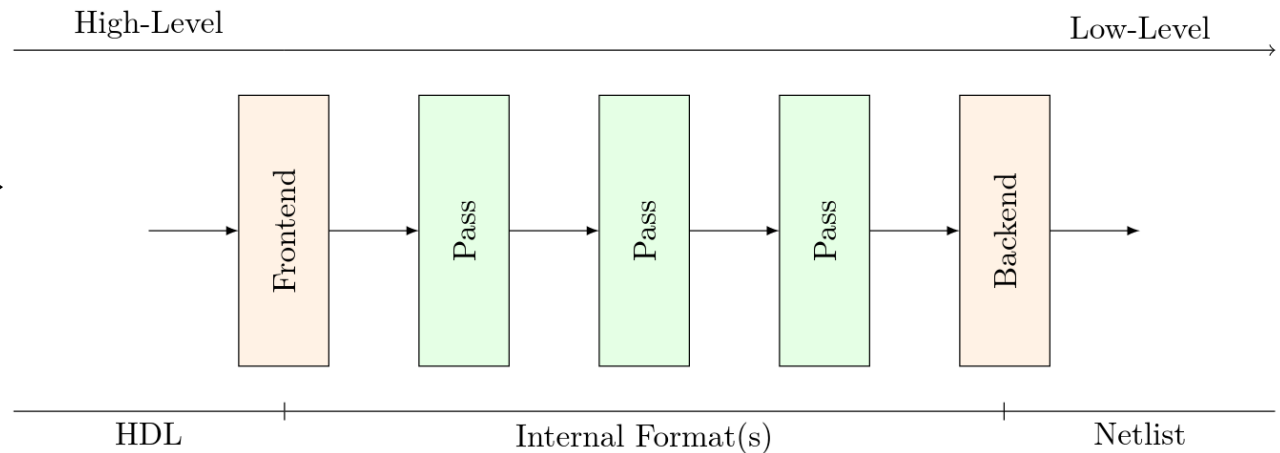 High-Level
Low-Level
Frontend
Pass
Pass
Pass
Backend
HDL
Internal Format(s)
Netlist